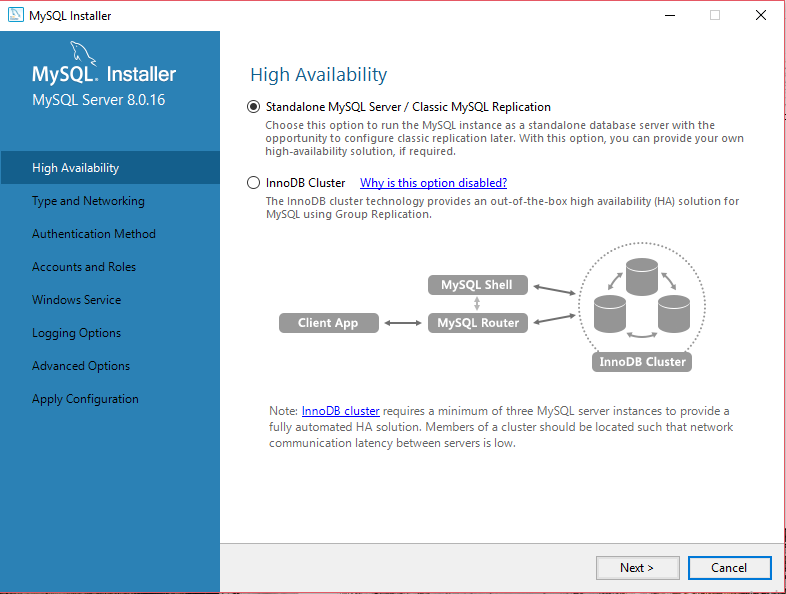 MySQL Installer
MySQL. Installer
MySQL Server 8.0.16
High Availability
Type and Networking
Authentication Method
Accounts and Roles
Windows Service
Logging Options
Advanced Options
Apply Configuration
High Availability
Standalone MySQL Server / Classic MySQL Replication
Choose this option to run the MySQL instance as a standalone database server with the
opportunity to configure classic replication later. With this option, you can provide your own
high-availability solution, if required.
InnoDB Cluster Why is this option disabled?
The InnoDB cluster technology provides an out-of-the-box high availability (HA) solution for
MySQL using Group Replication.
MySQL Shell
Client App
MySQL Router
InnoDB Cluster
Note: InnoDB cluster requires a minimum of three MySQL server instances to provide a
fully automated HA solution. Members of a cluster should be located such that network
communication latency between servers is low.
Next >
Cancel